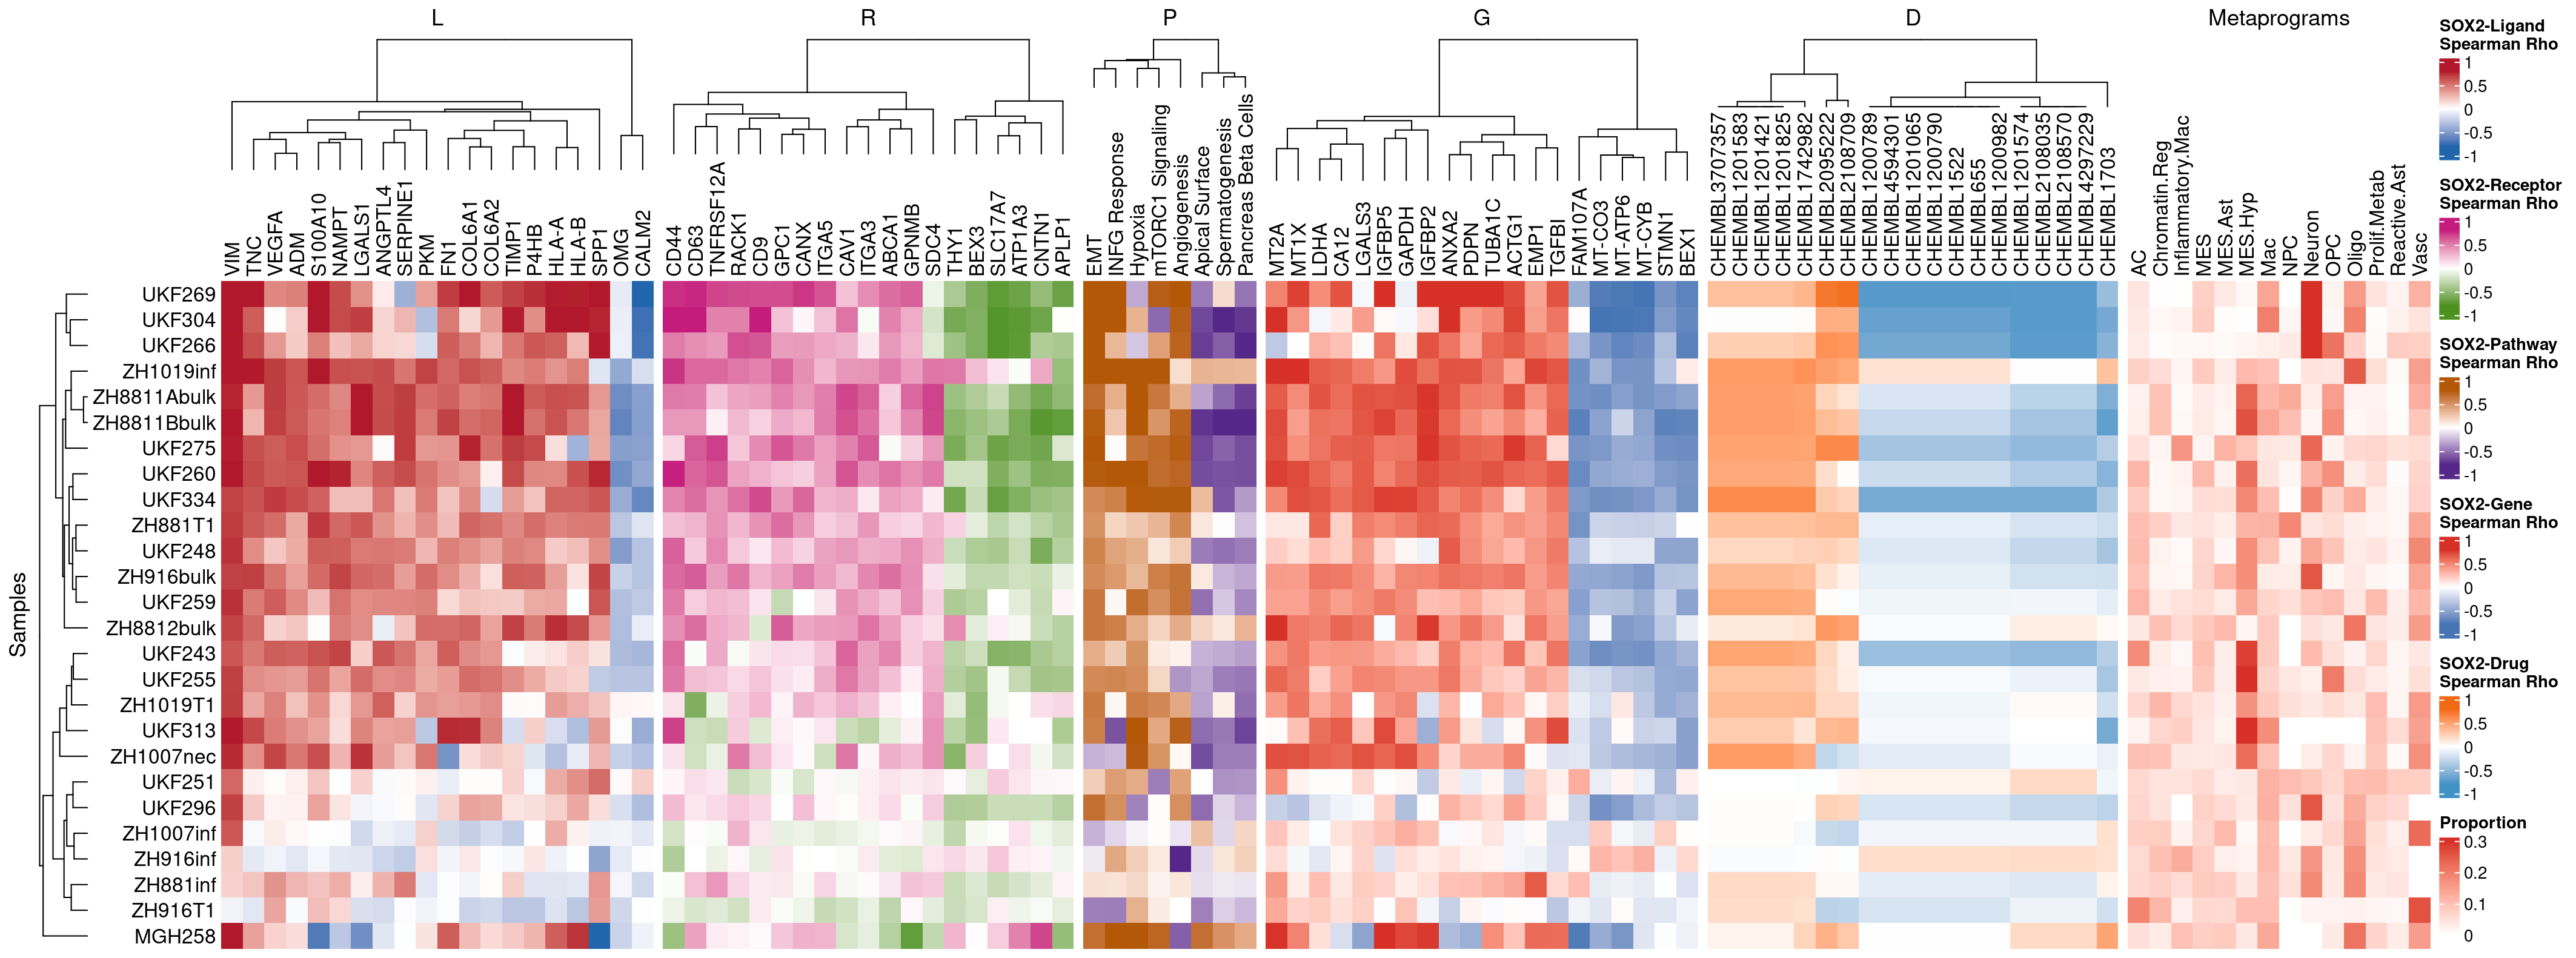 L
R
P
G
D
Metaprograms
VIM
TNC
VEGFA
ADM
S100A10
NAMPT
LGALS1
ANGPTL4
SERPINE1
PKM
FN1
COL6A1
COL6A2
TIMP1
P4HB
HLA-A
HLA-B
SPP1
OMG
CALM2
CD44
CD63
TNFRSF12A
RACK1
CD9
GPC1
CANX
ITGA5
CAV1
ITGA3
ABCA1
GPNMB
SDC4
THY1
BEX3
SLC17A7
ATP1A3
CNTN1
APLP1
EMT
INFG Response
Hypoxia
mTORC1 Signaling
Angiogenesis
Apical Surface
Spermatogenesis
Pancreas Beta Cells
MT2A
MT1X
LDHA
CA12
LGALS3
IGFBP5
GAPDH
IGFBP2
ANXA2
PDPN
TUBA1C
ACTG1
EMP1
TGFBI
FAM107A
MT-CO3
MT-ATP6
MT-CYB
STMN1
BEX1
CHEMBL3707357
CHEMBL1201583
CHEMBL1201421
CHEMBL1201825
CHEMBL1742982
CHEMBL2095222
CHEMBL2108709
CHEMBL1200789
CHEMBL4594301
CHEMBL1201065
CHEMBL1200790
CHEMBL1522
CHEMBL655
CHEMBL1200982
CHEMBL1201574
CHEMBL2108035
CHEMBL2108570
CHEMBL4297229
CHEMBL1703
AC
Chromatin.Reg
Inflammatory.Mac
MES
MES.Ast
MES.Hyp
Mac
NPC
Neuron
OPC
Oligo
Prolif.Metab
Reactive.Ast
Vasc
Samples
UKF269
UKF304
UKF266
ZH1019inf
ZH8811Abulk
ZH8811Bbulk
UKF275
UKF260
UKF334
ZH881T1
UKF248
ZH916bulk
UKF259
ZH8812bulk
UKF243
UKF255
ZH1019T1
UKF313
ZH1007nec
UKF251
UKF296
ZH1007inf
ZH916inf
ZH881inf
ZH916T1
MGH258
SOX2-Ligand
Spearman Rho
1
0.5
0
-0.5
-1
SOX2-Receptor
Spearman Rho
1
0.5
0
-0.5
-1
SOX2-Pathway
Spearman Rho
1
0.5
0
-0.5
-1
SOX2-Gene
Spearman Rho
1
0.5
0
-0.5
-1
SOX2-Drug
Spearman Rho
1
0.5
0
-0.5
-1
Proportion
0.3
0.2
0.1
0